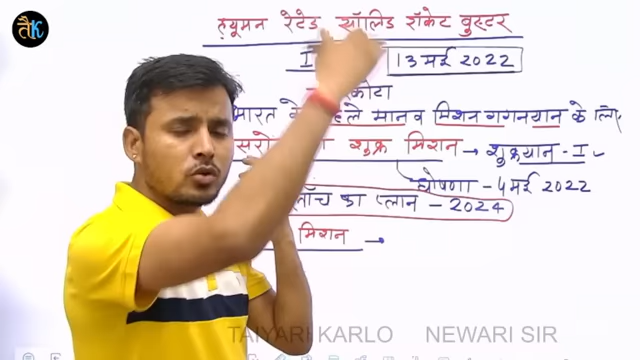 तैK
ह्यूमन रेटेड सॉलिड रॉकेट बुस्टर
I 13 मई 2022
कोटा
भारत के पहले मानव मिशन गगनयान के लिए
इसरो का शुक्र मिशन → शुक्रयान - I
घोषणा - 4 मई 2022
लॉंच का प्लान - 2024
मिशन →
TAIYARI KARLO NEWARI SIR